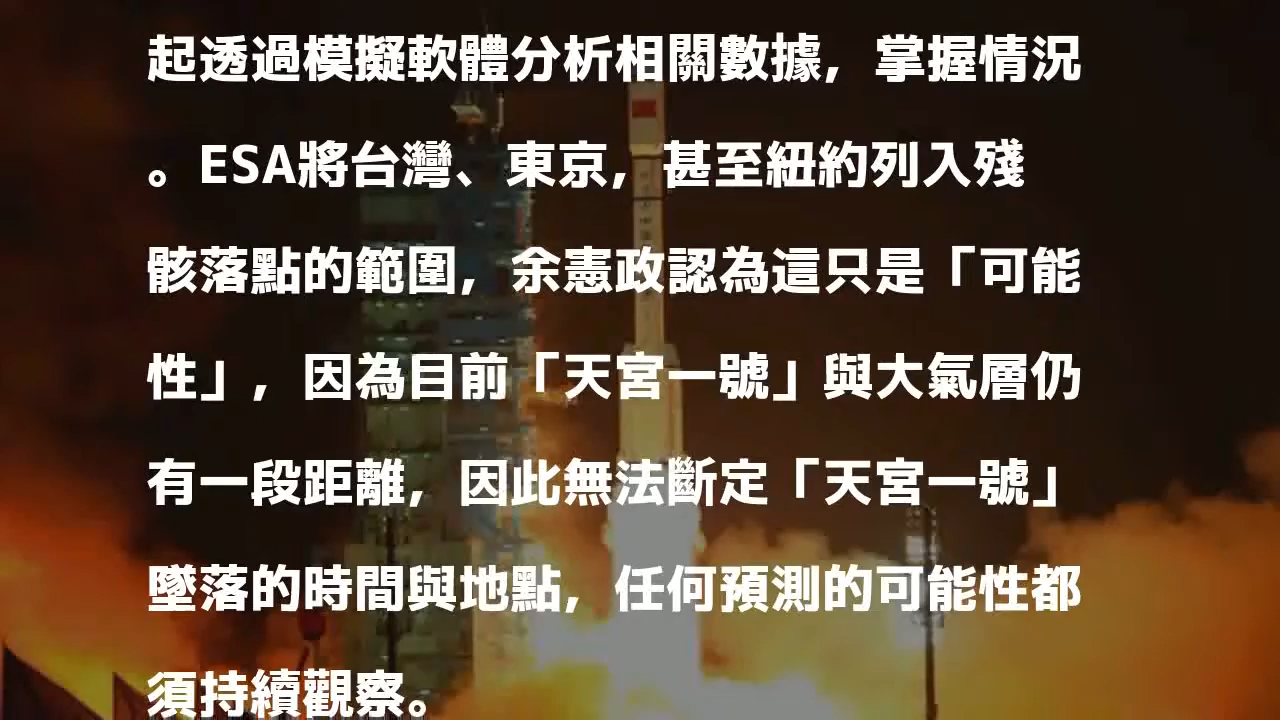 起透過模擬軟體分析相關數據，掌握情況
。ESA將台灣、東京，甚至紐約列入殘
骸落點的範圍，余憲政認為這只是「可能
性」，因為目前「天宮一號」與大氣層仍
有一段距離，因此無法斷定「天宮一號」
墜落的時間與地點，任何預測的可能性都
須持續觀察。